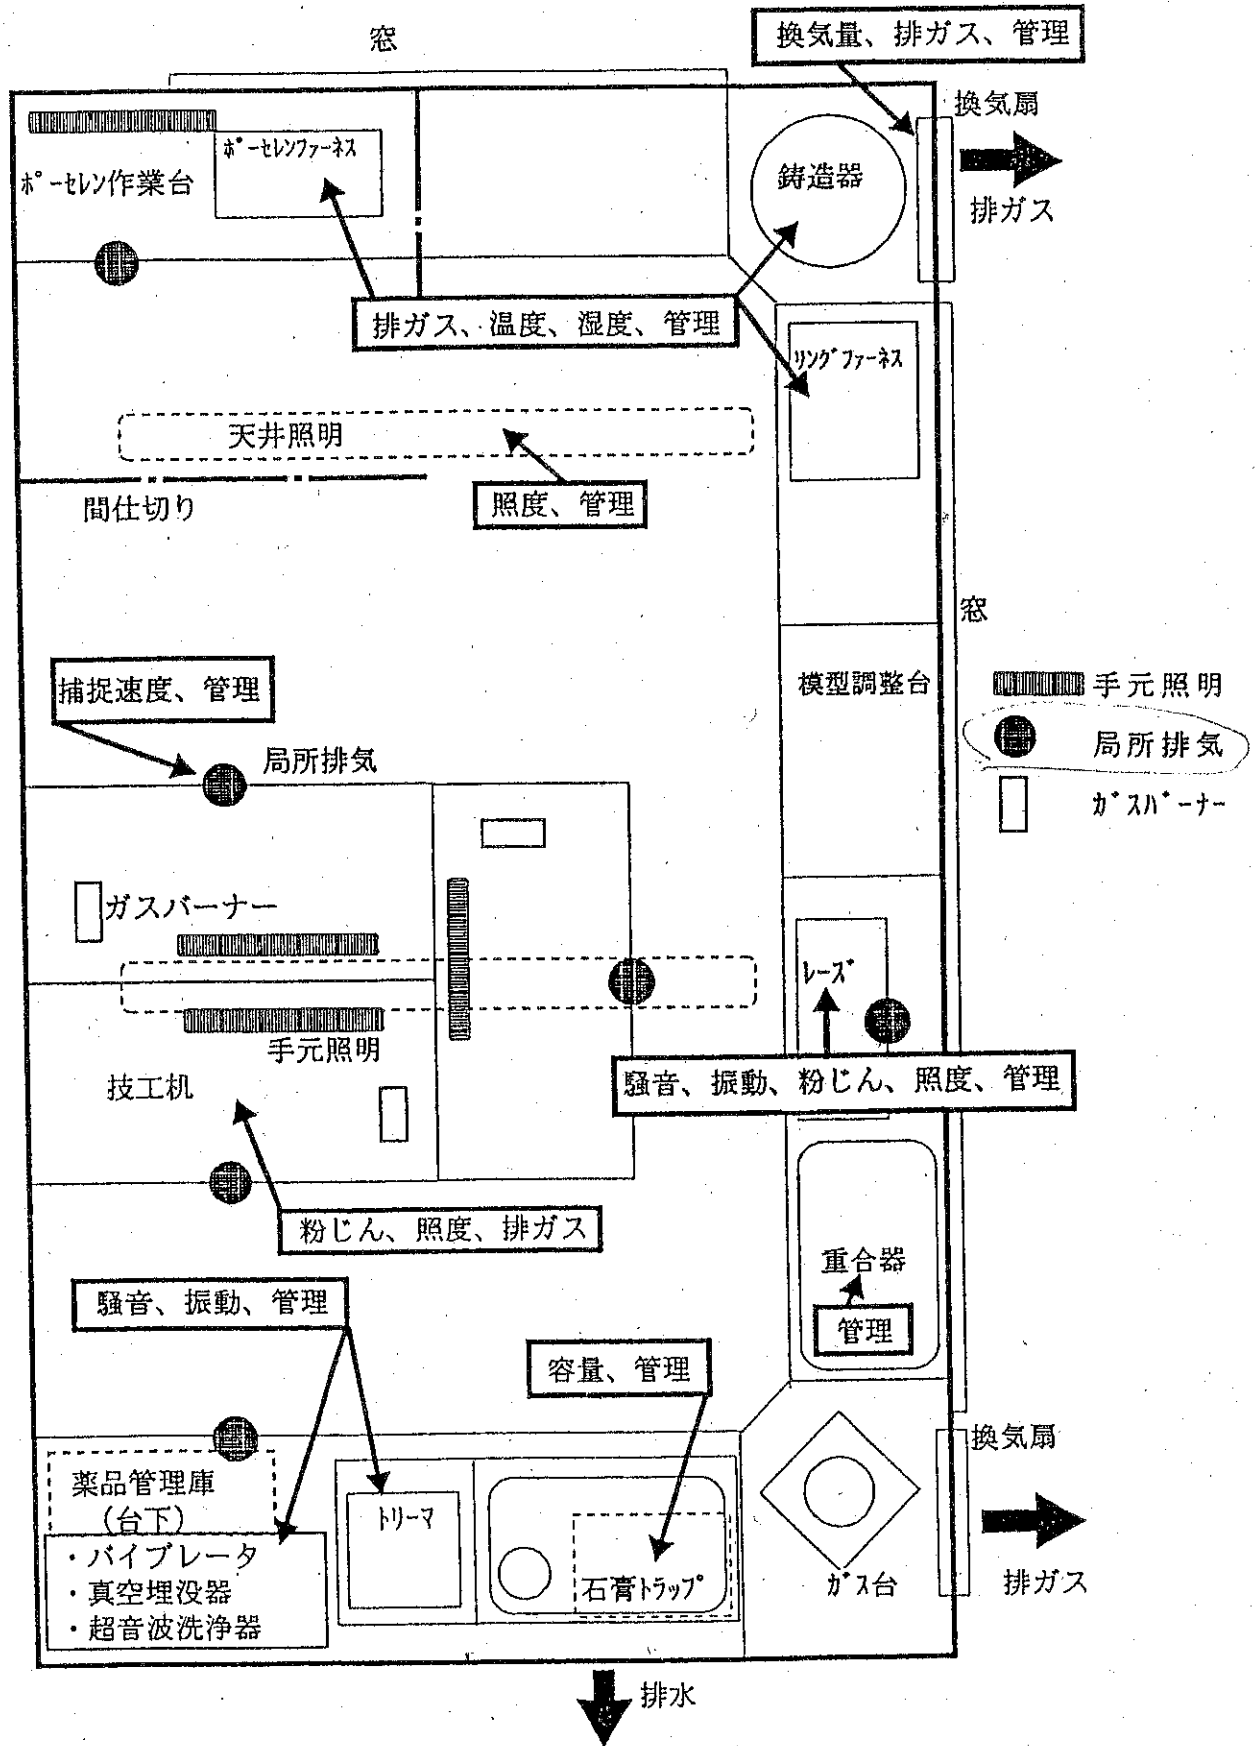 窓
換気量、排ガス、管理
換気扇
ポーセレンファーネス
ポーセレン作業台
鋳造器
排ガス
排ガス、温度、湿度、管理
リングファーネス
天井照明
照度、管理
間仕切り
窓
捕捉速度、管理
模型調整台
手元照明
局所排気
局所排気
ガスバーナー
ガスバーナー
レーズ
手元照明
技工机
騒音、振動、粉じん、照度、管理
粉じん、照度、排ガス
重合器
騒音、振動、管理
管理
容量、管理
換気扇
薬品管理庫
(台下)
トリーマ
・バイブレータ
・真空埋没器
・超音波洗浄器
石膏トラップ
ガス台
排ガス
排水